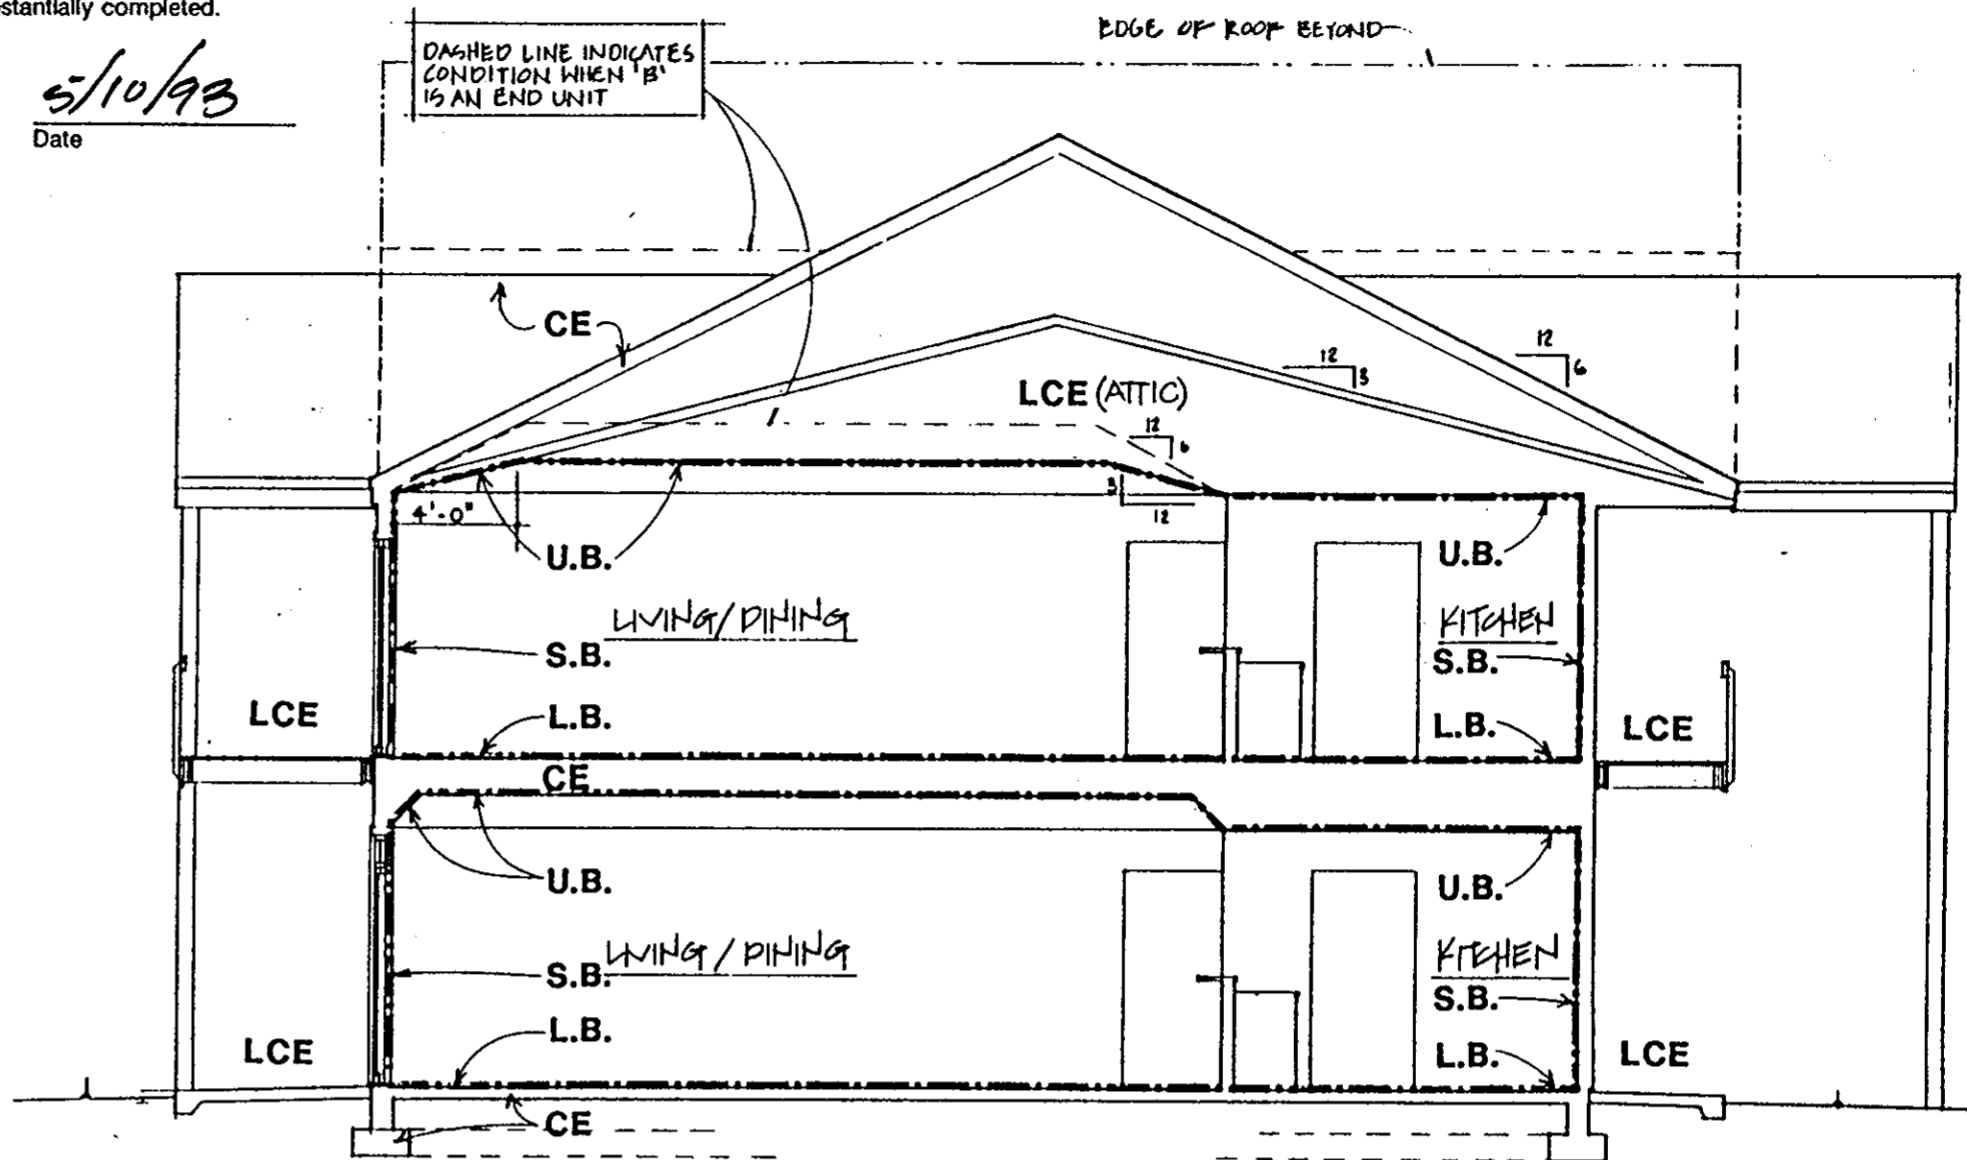 stantially completed.
5/10/93
Date
DASHED LINE INDICATES
CONDITION WHEN 'B'
IS AN END UNIT
EDGE OF ROOF BEYOND
CE
12
6
12
3
LCE (ATTIC)
12
6
3
12
4'-0"
U.B.
U.B.
LIVING/DINING
KITCHEN
S.B.
S.B.
LCE
L.B.
L.B.
LCE
CE
U.B.
U.B.
LIVING / DINING
KITCHEN
S.B.
S.B.
L.B.
L.B.
LCE
LCE
CE